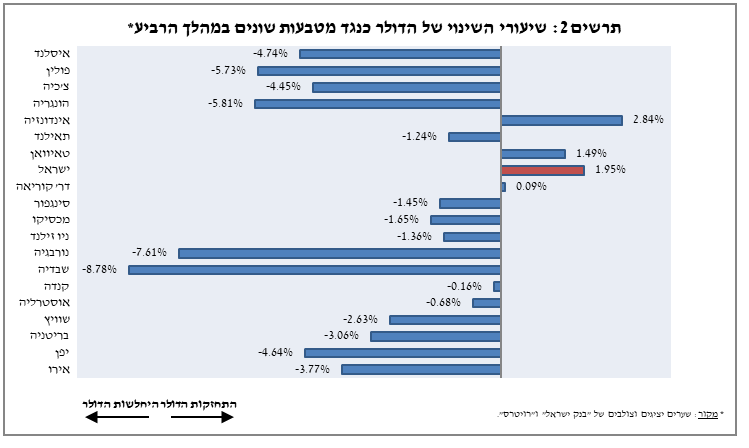 תרשים 2: שיעורי השינוי של הדולר כנגד מטבעות שונים במהלך הרביע*
איסלנד -4.74%
פולין -5.73%
צ׳כיה -4.45%
הונגריה -5.81%
אינדונזיה 2.84%
תאילנד -1.24%
טאיוואן 1.49%
ישראל 1.95%
דר׳ קוריאה 0.09%
סינגפור -1.45%
מכסיקו -1.65%
ניו זילנד -1.36%
נורבגיה -7.61%
שבדיה -8.78%
קנדה -0.16%
אוסטרליה -0.68%
שוויץ -2.63%
בריטניה -3.06%
יפן -4.64%
אירו -3.77%
התחזקות הדולר
היחלשות הדולר
* מקור: שערים יציגים וצולבים של "בנק ישראל" ו"רויטרס".